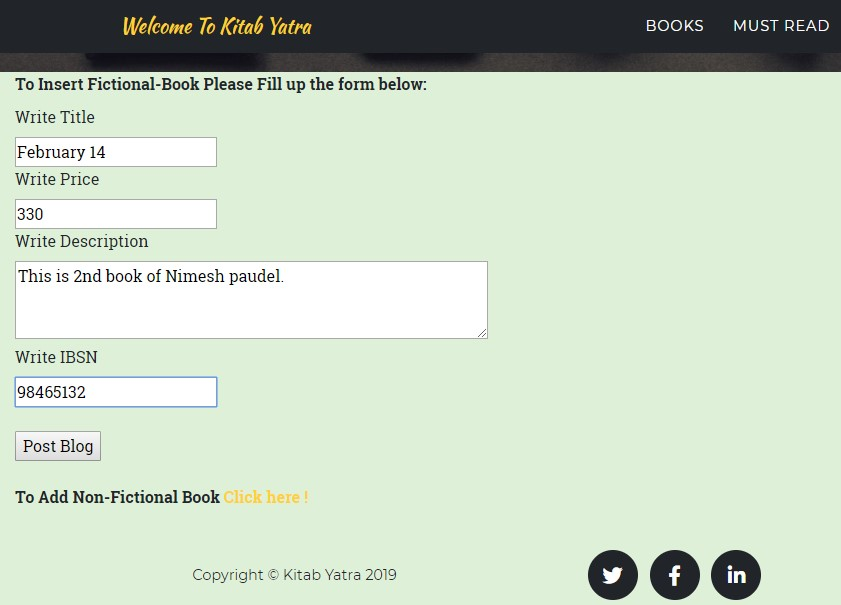 Welcome To Kitab Yatra
BOOKS MUST READ
To Insert Fictional-Book Please Fill up the form below:
Write Title
February 14
Write Price
330
Write Description
This is 2nd book of Nimesh paudel.
Write IBSN
98465132
Post Blog
To Add Non-Fictional Book Click here !
Copyright © Kitab Yatra 2019